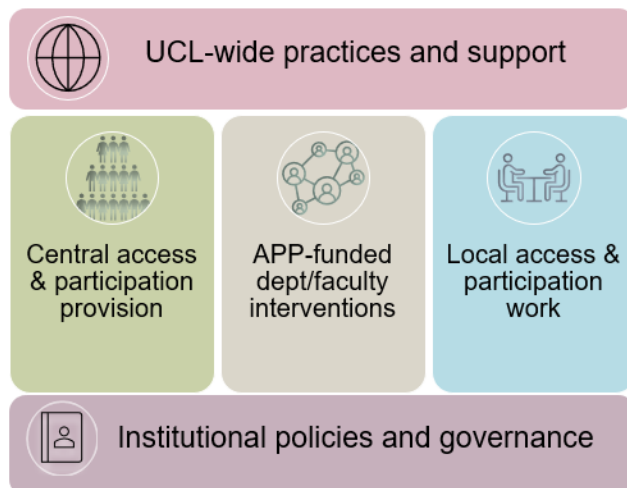 UCL-wide practices and support
Central access
& participation
provision
APP-funded
dept/faculty
interventions
Local access &
participation
work
Institutional policies and governance